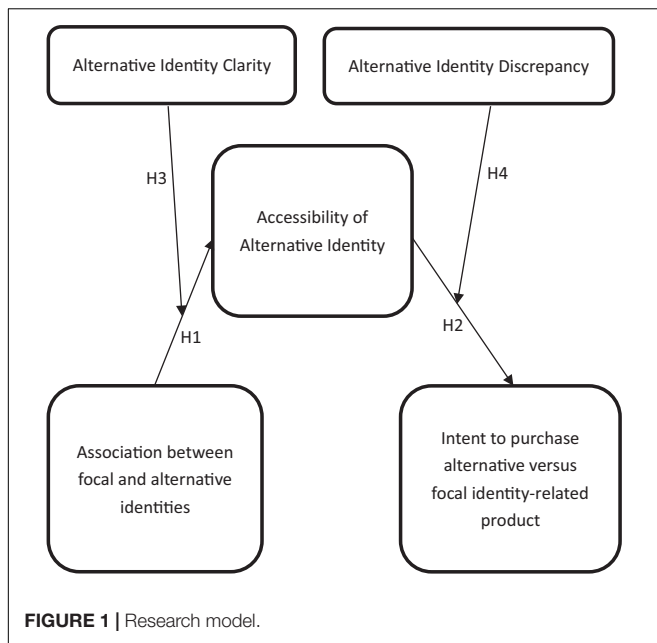 Alternative Identity Clarity
Alternative Identity Discrepancy
H3
H4
Accessibility of
Alternative Identity
H1
H2
Association between
focal and alternative
identities
Intent to purchase
alternative versus
focal identity-related
product
FIGURE 1 | Research model.